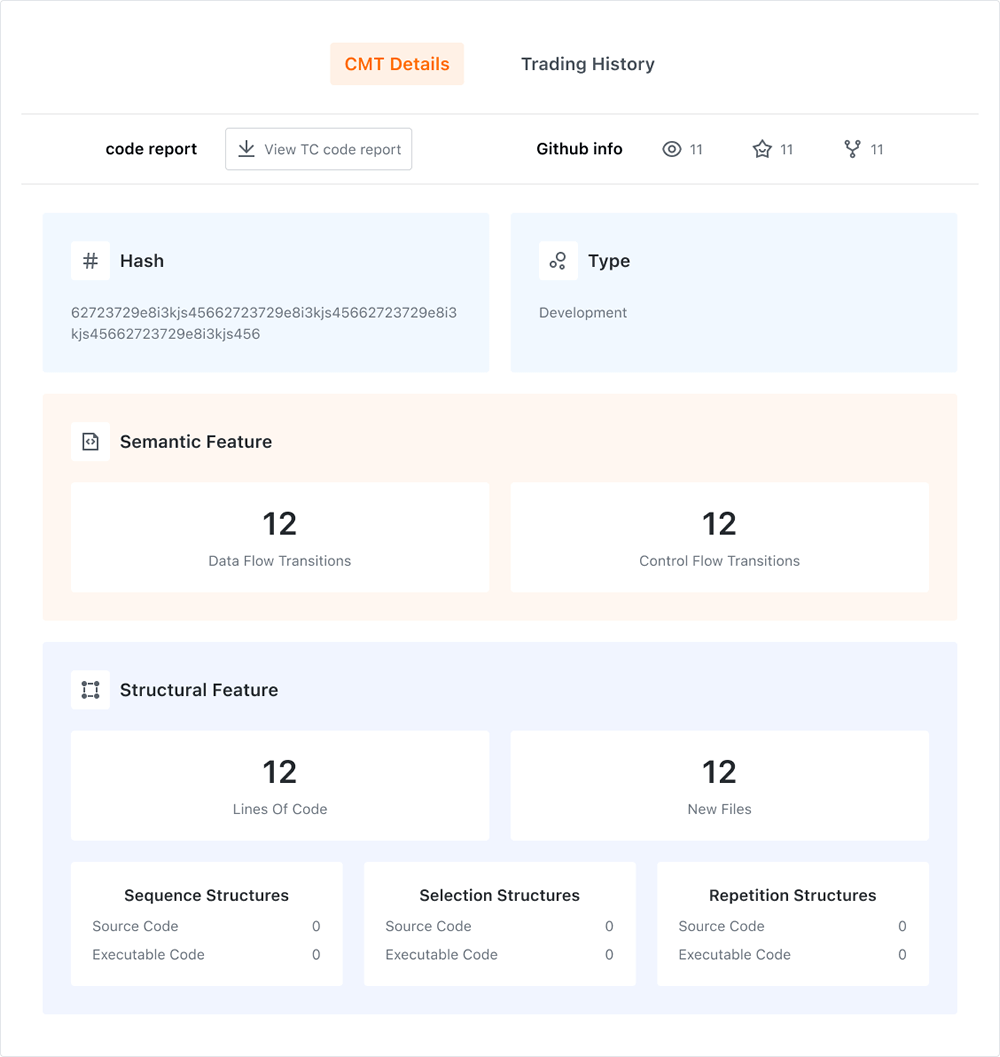 CMT Details Trading History
code report View TC code report Github info 11 11 11
# Hash
62723729e8i3kjs45662723729e8i3kjs45662723729e8i3
kjs45662723729e8i3kjs456
Type
Development
Semantic Feature
12
Data Flow Transitions
12
Control Flow Transitions
Structural Feature
12
Lines Of Code
12
New Files
Sequence Structures
Source Code 0
Executable Code 0
Selection Structures
Source Code 0
Executable Code 0
Repetition Structures
Source Code 0
Executable Code 0